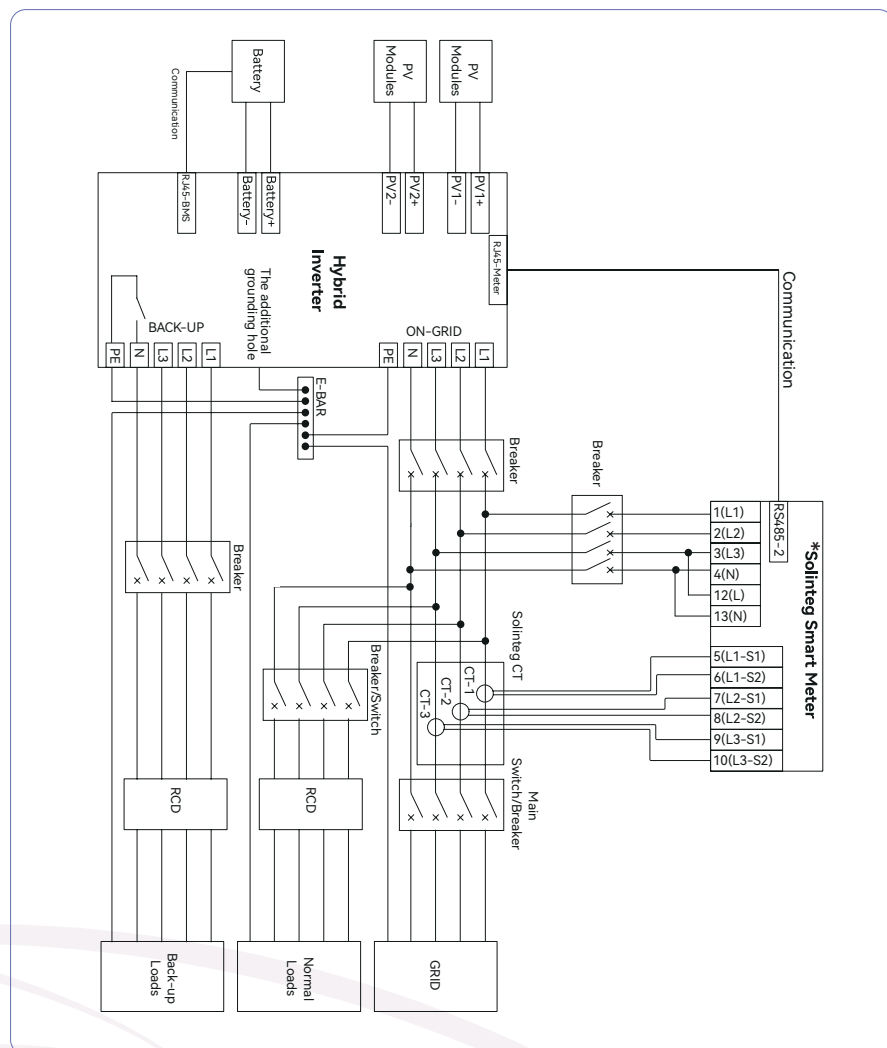 Battery
PV
Modules
PV
Modules
Communication
RJ45-BMS
Battery-
Battery+
PV2-
PV2+
PV1-
PV1+
RJ45-Meter
Communication
Hybrid
Inverter
The additional
grounding hole
BACK-UP
ON-GRID
PE
N
L3
L2
L1
PE
N
L3
L2
L1
E-BAR
Breaker
Breaker
Breaker
*Solinteg Smart Meter
RS485-2
1(L1)
2(L2)
3(L3)
4(N)
12(L)
13(N)
5(L1-S1)
6(L1-S2)
7(L2-S1)
8(L2-S2)
9(L3-S1)
10(L3-S2)
Solinteg CT
CT-1
CT-2
CT-3
Breaker/Switch
Main
Switch/Breaker
RCD
RCD
Back-up
Loads
Normal
Loads
GRID